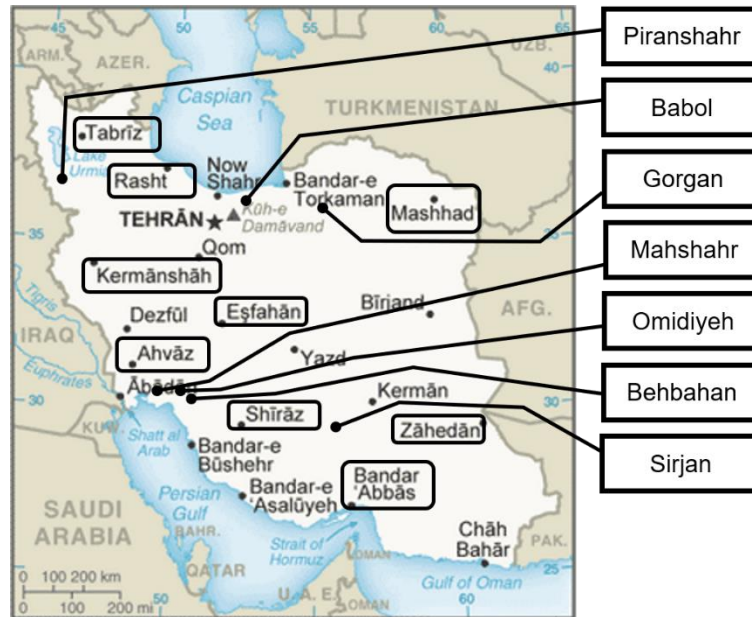 45
50
55
60
ARM.
AZER.
UZB.
40
40
Caspian
Sea
TURKMENISTAN
Tabrīz
Lake
Urmia
Rasht
Now
Shahr
Bandar-e
Torkaman
Mashhad
TEHRĀN
Kūh-e
Damāvand
35
Qom
Kermānshāh
Tigris
Dezfūl
Eşfahān
Bīrjand
AFG.
IRAQ
Ahvāz
Yazd
Euphrates
Ābādān
Kermān
30
30
KUW.
Shīrāz
Zāhedān
Shatt al
Arab
Bandar-e
Būshehr
Bandar
'Abbās
SAUDI
ARABIA
Persian
Gulf
Bandar-e
'Asalūyeh
BAHR.
Strait of
Hormuz
OMAN
Chāh
Bahār
PAK.
QATAR
25
0 100 200 km
0 100 200 mi
U. A. E.
OMAN
Gulf of Oman
60
Piranshahr
Babol
Gorgan
Mahshahr
Omidiyeh
Behbahan
Sirjan